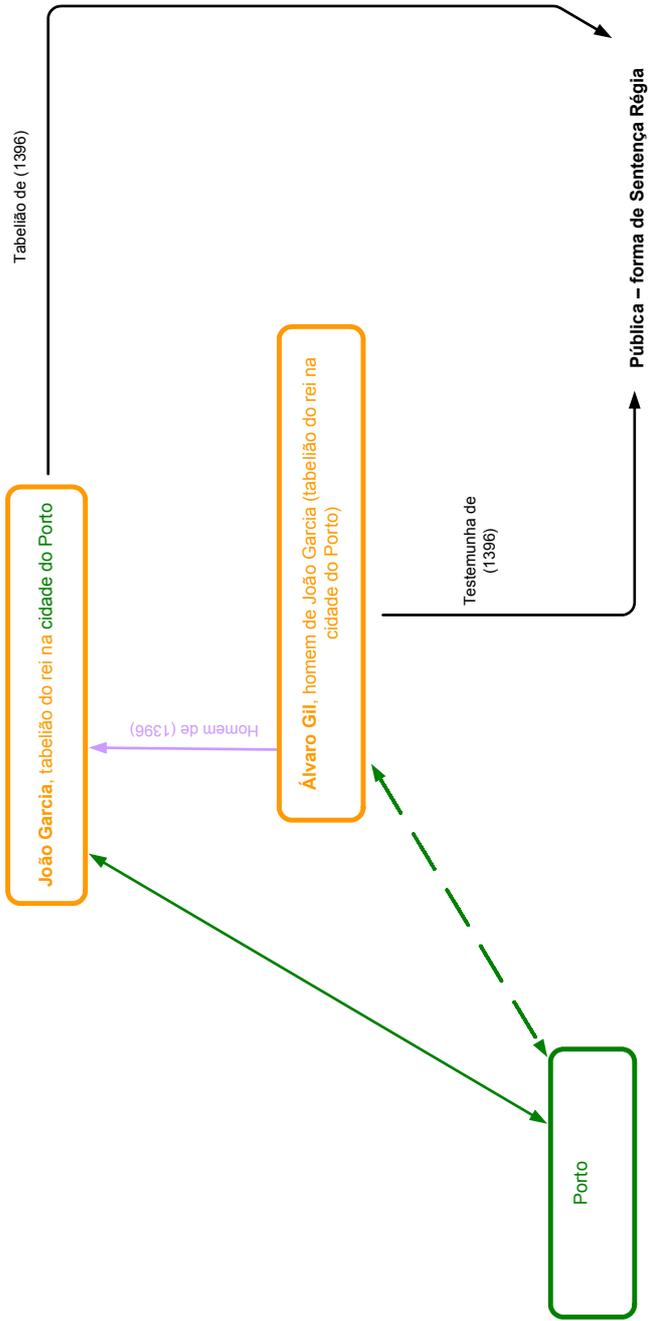 João Garcia, tabelião do rei na cidade do Porto
Tabelião de (1396)
Homem de (1396)
Álvaro Gil, homem de João Garcia (tabelião do rei na
cidade do Porto)
Testemunha de
(1396)
Porto
Pública – forma de Sentença Régia